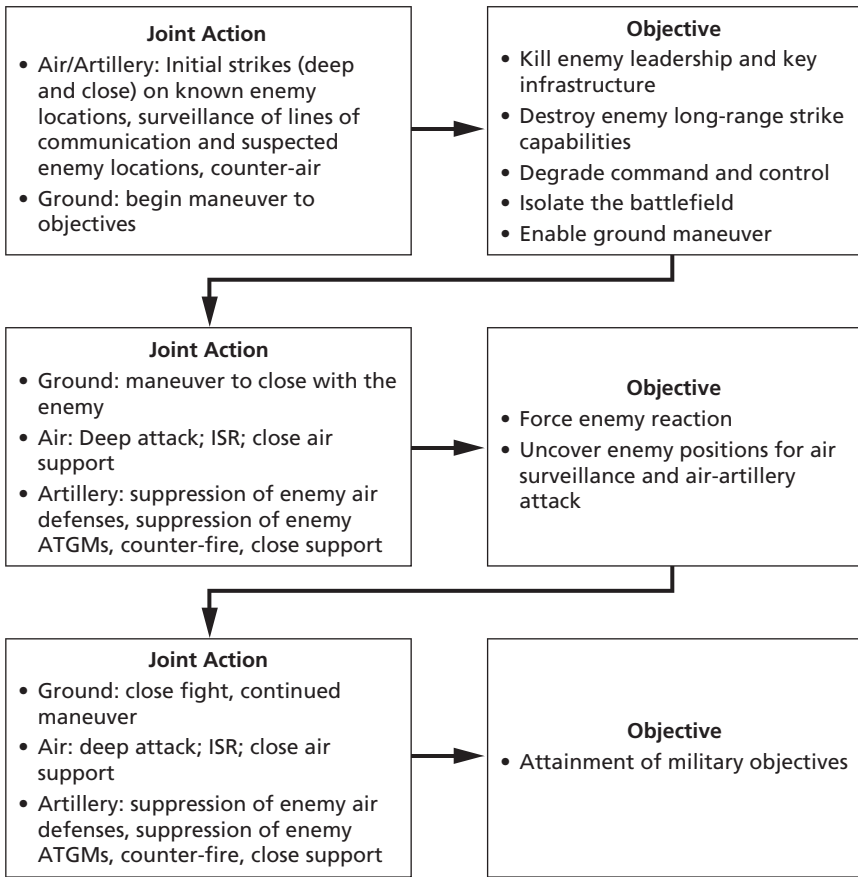 Joint Action
• Air/Artillery: Initial strikes (deep
and close) on known enemy
locations, surveillance of lines of
communication and suspected
enemy locations, counter-air
• Ground: begin maneuver to
objectives
Objective
• Kill enemy leadership and key
infrastructure
• Destroy enemy long-range strike
capabilities
• Degrade command and control
• Isolate the battlefield
• Enable ground maneuver
Joint Action
• Ground: maneuver to close with the
enemy
• Air: Deep attack; ISR; close air
support
• Artillery: suppression of enemy air
defenses, suppression of enemy
ATGMs, counter-fire, close support
Objective
• Force enemy reaction
• Uncover enemy positions for air
surveillance and air-artillery
attack
Joint Action
• Ground: close fight, continued
maneuver
• Air: deep attack; ISR; close air
support
• Artillery: suppression of enemy air
defenses, suppression of enemy
ATGMs, counter-fire, close support
Objective
• Attainment of military objectives